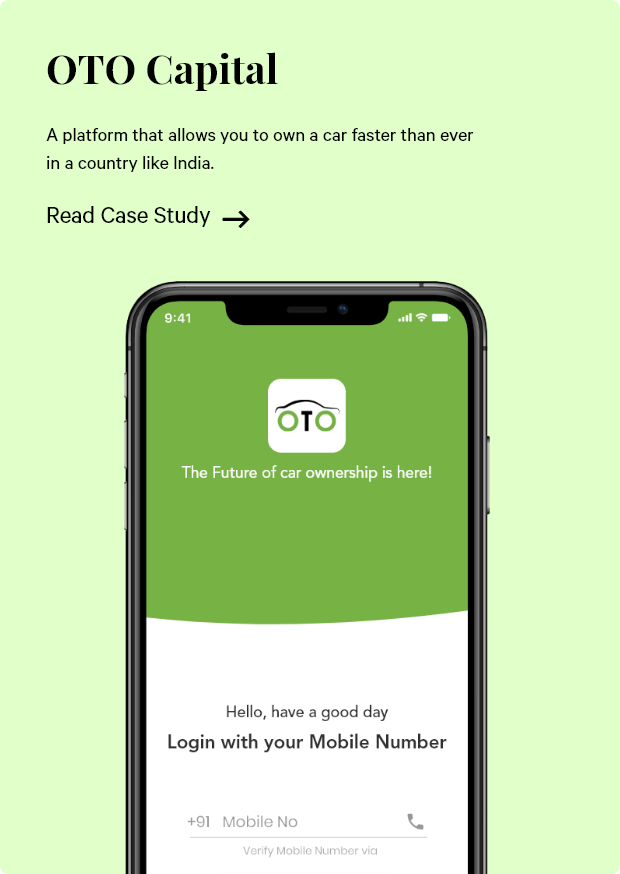 OTO Capital
A platform that allows you to own a car faster than ever
in a country like India.
Read Case Study
9:41
OTO
The Future of car ownership is here!
Hello, have a good day
Login with your Mobile Number
+91 Mobile No
Verify Mobile Number via